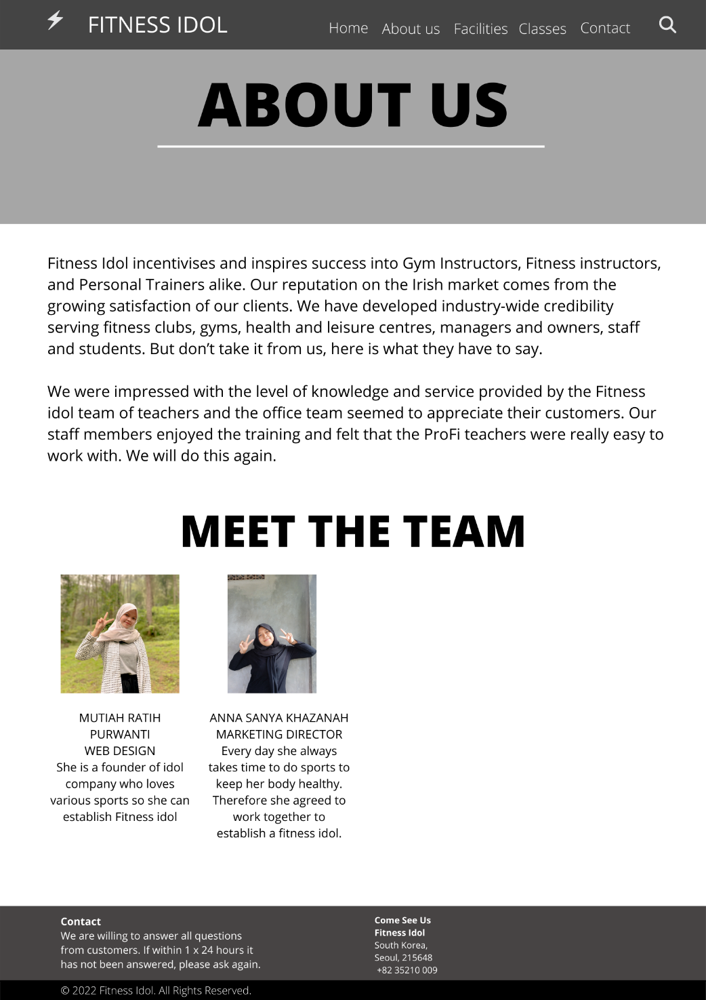 FITNESS IDOL
Home About us Facilities Classes Contact
ABOUT US
Fitness Idol incentivises and inspires success into Gym Instructors, Fitness instructors,
and Personal Trainers alike. Our reputation on the Irish market comes from the
growing satisfaction of our clients. We have developed industry-wide credibility
serving fitness clubs, gyms, health and leisure centres, managers and owners, staff
and students. But don’t take it from us, here is what they have to say.
We were impressed with the level of knowledge and service provided by the Fitness
idol team of teachers and the office team seemed to appreciate their customers. Our
staff members enjoyed the training and felt that the ProFi teachers were really easy to
work with. We will do this again.
MEET THE TEAM
MUTIAH RATIH
PURWANTI
WEB DESIGN
She is a founder of idol
company who loves
various sports so she can
establish Fitness idol
ANNA SANYA KHAZANAH
MARKETING DIRECTOR
Every day she always
takes time to do sports to
keep her body healthy.
Therefore she agreed to
work together to
establish a fitness idol.
Contact
We are willing to answer all questions
from customers. If within 1 x 24 hours it
has not been answered, please ask again.
Come See Us
Fitness Idol
South Korea,
Seoul, 215648
+82 35210 009
© 2022 Fitness Idol. All Rights Reserved.